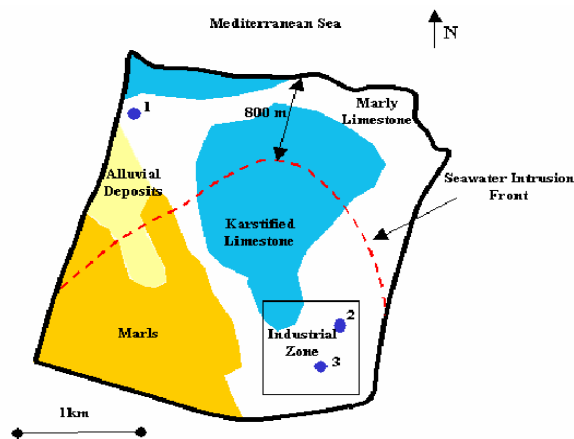 Mediterranean Sea
N
1
800 m
Marly
Limestone
Alluvial
Deposits
Seawater Intrusion
Front
Karstified
Limestone
2
Marls
Industrial
Zone
3
1km